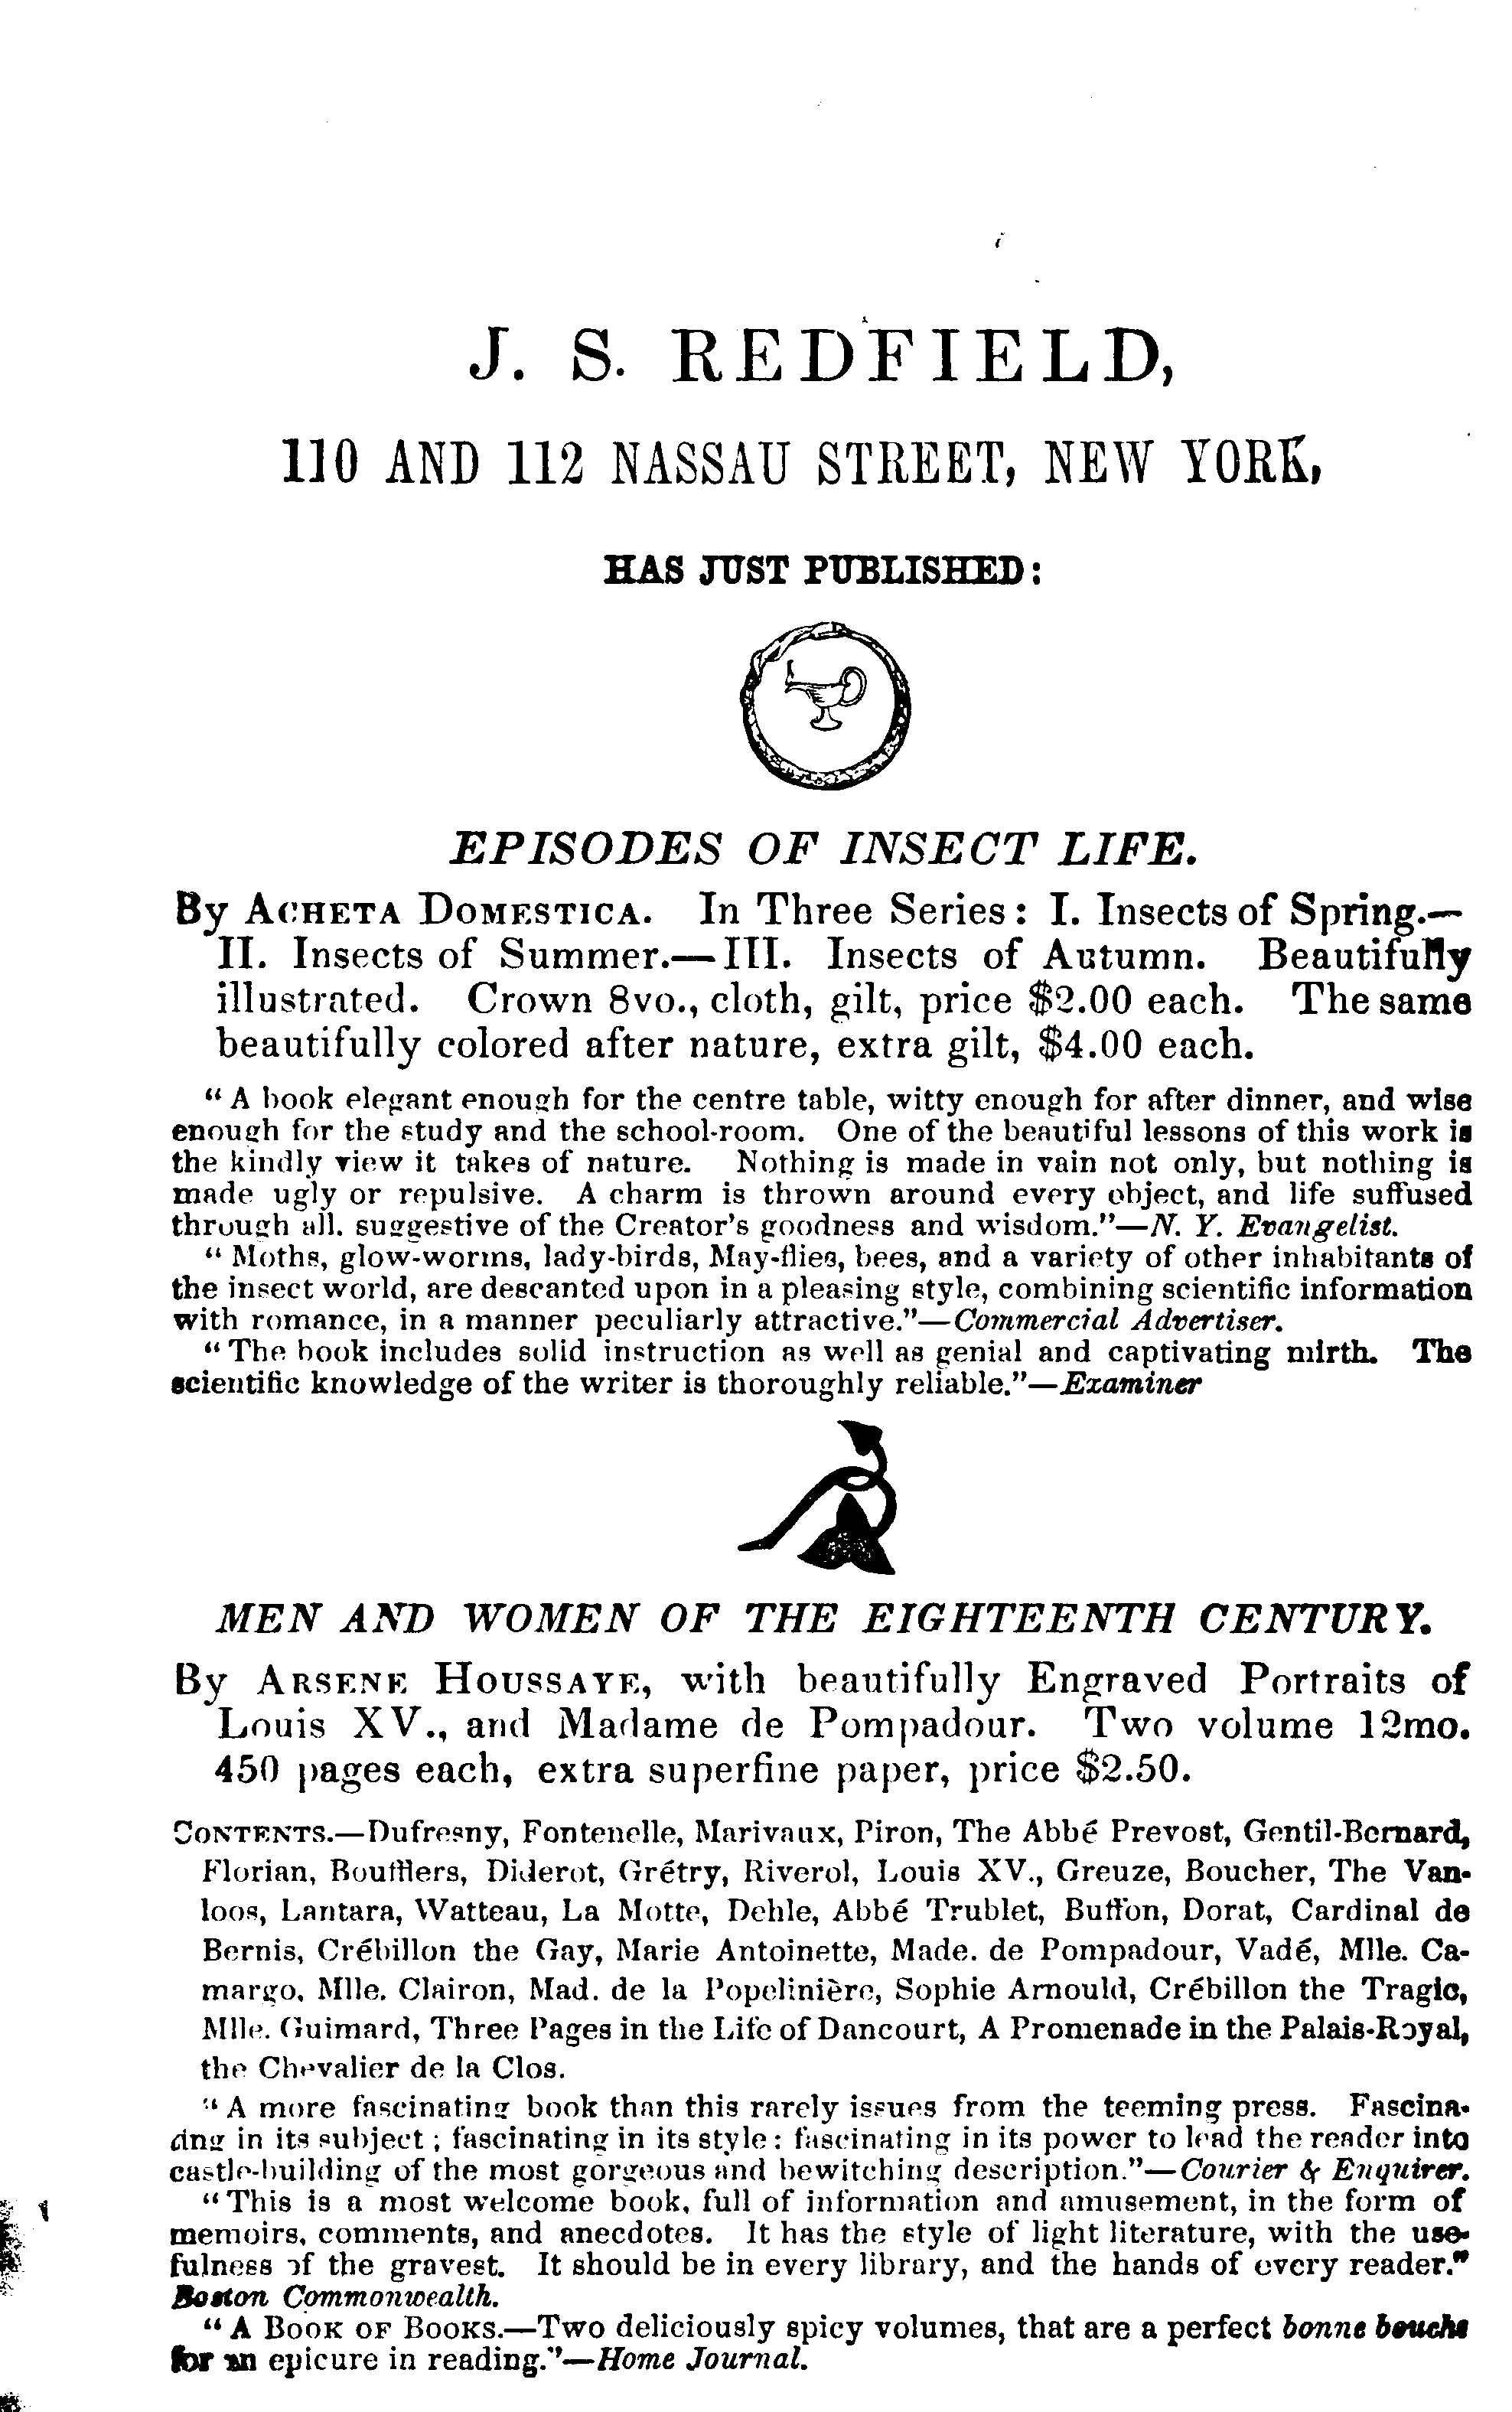 J. S. REDFIELD,
110 AND 112 NASSAU STREET, NEW YORK,
HAS JUST PUBLISHED:
EPISODES OF INSECT LIFE.
By ACHETA DOMESTICA. In Three Series: I. Insects of Spring.—
II. Insects of Summer.—III. Insects of Autumn. Beautifully
illustrated. Crown 8vo., cloth, gilt, price $2.00 each. The same
beautifully colored after nature, extra gilt, $4.00 each.
"A book elegant enough for the centre table, witty enough for after dinner, and wise
enough for the study and the school-room. One of the beautiful lessons of this work is
the kindly view it takes of nature. Nothing is made in vain not only, but nothing is
made ugly or repulsive. A charm is thrown around every object, and life suffused
through all. suggestive of the Creator's goodness and wisdom."—N. Y. Evangelist.
"Moths, glow-worms, lady-birds, May-flies, bees, and a variety of other inhabitants of
the insect world, are descanted upon in a pleasing style, combining scientific information
with romance, in a manner peculiarly attractive."—Commercial Advertiser.
"The book includes solid instruction as well as genial and captivating mirth. The
scientific knowledge of the writer is thoroughly reliable."—Examiner
MEN AND WOMEN OF THE EIGHTEENTH CENTURY.
By ARSENE HOUSSAYE, with beautifully Engraved Portraits of
Louis XV., and Madame de Pompadour. Two volume 12mo.
450 pages each, extra superfine paper, price $2.50.
CONTENTS.—Dufresny, Fontenelle, Marivaux, Piron, The Abbé Prevost, Gentil-Bernard,
Florian, Boufflers, Diderot, Grétry, Riverol, Louis XV., Greuze, Boucher, The Van-
loos, Lantara, Watteau, La Motte, Dehle, Abbé Trublet, Buffon, Dorat, Cardinal de
Bernis, Crébillon the Gay, Marie Antoinette, Made. de Pompadour, Vadé, Mlle. Ca-
margo, Mlle. Clairon, Mad. de la Popelinière, Sophie Arnould, Crébillon the Tragic,
Mlle. Guimard, Three Pages in the Life of Dancourt, A Promenade in the Palais-Royal,
the Chevalier de la Clos.
"A more fascinating book than this rarely issues from the teeming press. Fascina-
ting in its subject; fascinating in its style: fascinating in its power to lead the reader into
castle-building of the most gorgeous and bewitching description."—Courier & Enquirer.
"This is a most welcome book, full of information and amusement, in the form of
memoirs, comments, and anecdotes. It has the style of light literature, with the use-
fulness of the gravest. It should be in every library, and the hands of every reader."
Boston Commonwealth.
"A BOOK OF BOOKS.—Two deliciously spicy volumes, that are a perfect bonne bouche
for an epicure in reading."—Home Journal.